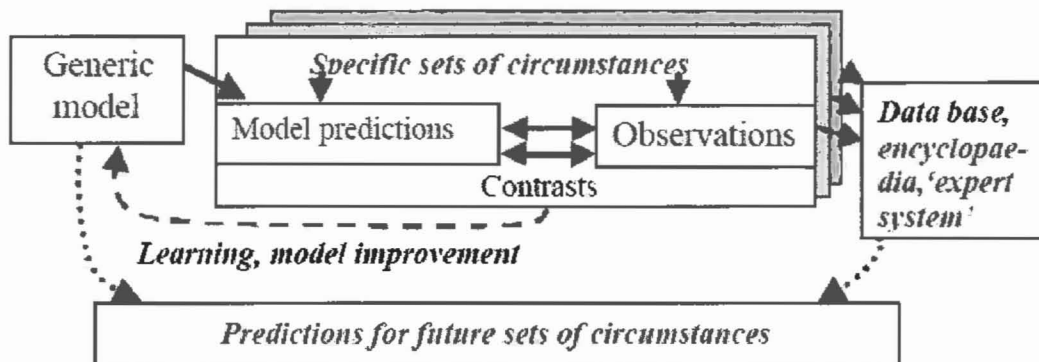 Generic
model
Specific sets of circumstances
Model predictions
Observations
Contrasts
Data base,
encyclopae-
dia,‘expert
system’
Learning, model improvement
Predictions for future sets of circumstances